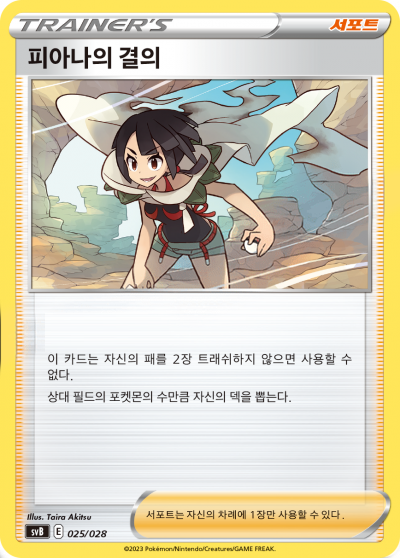 TRAINER'S 서포트
피아나의 결의
이 카드는 자신의 패를 2장 트래쉬하지 않으면 사용할 수
없다.
상대 필드의 포켓몬의 수만큼 자신의 덱을 뽑는다.
Illus. Taira Akitsu
svB E 025/028
서포트는 자신의 차례에 1장만 사용할 수 있다.
©2023 Pokémon/Nintendo/Creatures/GAME FREAK.